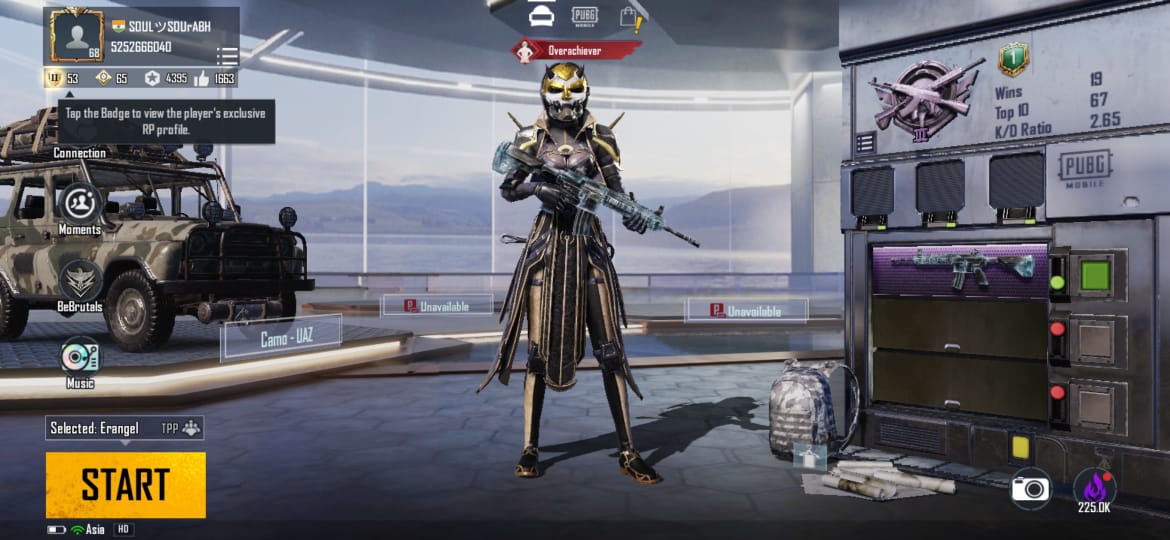 SOULツSOUrABH
5252666040
68
53
65
4395
1663
Tap the Badge to view the player's exclusive
RP profile.
Connection
Moments
BeBrutals
Music
Camo - UAZ
Selected: Erangel
TPP
START
Asia
HD
PUBG
MOBILE
Overachiever
Unavailable
Unavailable
1
III
Wins 19
Top 10 67
K/D Ratio 2.65
PUBG
MOBILE
225.0K